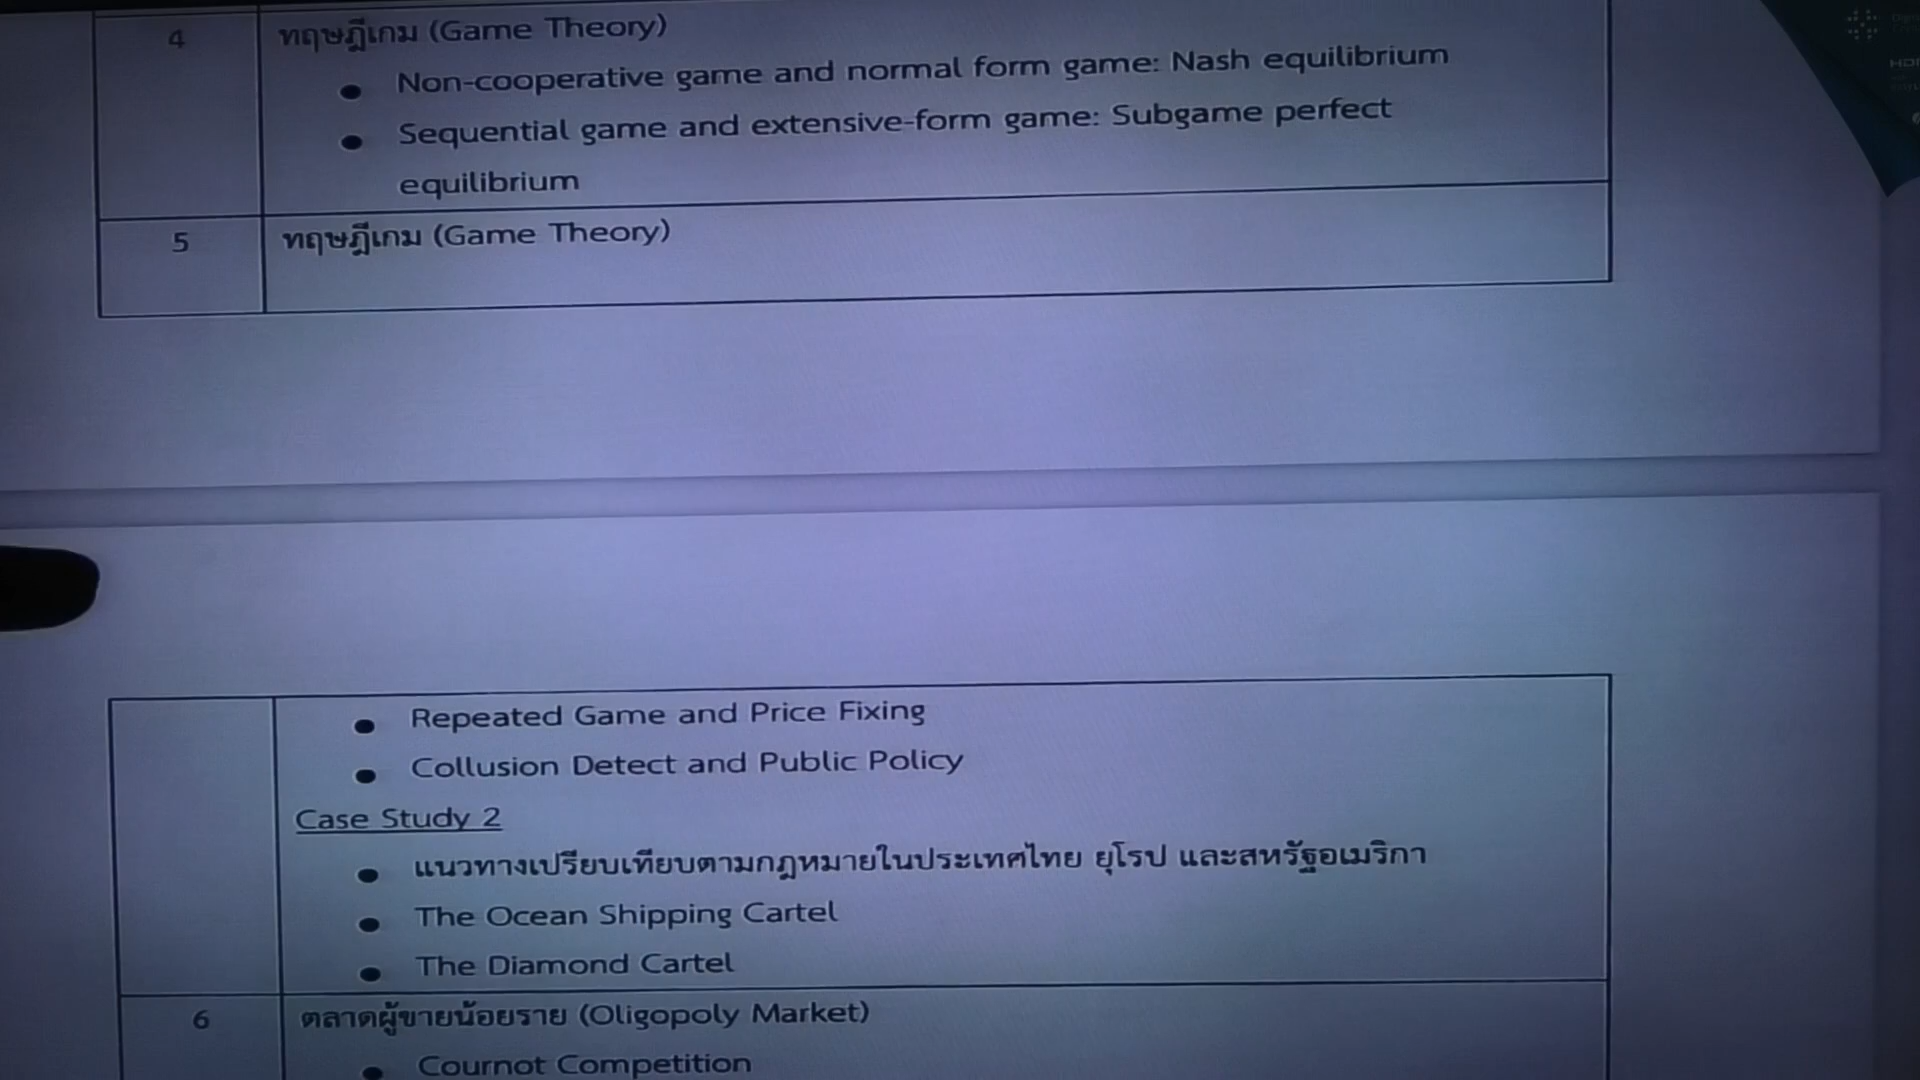 4
ทฤษฎีเกม (Game Theory)
● Non-cooperative game and normal form game: Nash equilibrium
● Sequential game and extensive-form game: Subgame perfect
equilibrium
5
ทฤษฎีเกม (Game Theory)
● Repeated Game and Price Fixing
● Collusion Detect and Public Policy
Case Study 2
● แนวทางเปรียบเทียบตามกฎหมายในประเทศไทย ยุโรป และสหรัฐอเมริกา
● The Ocean Shipping Cartel
● The Diamond Cartel
6
ตลาดผู้ขายน้อยราย (Oligopoly Market)
● Cournot Competition